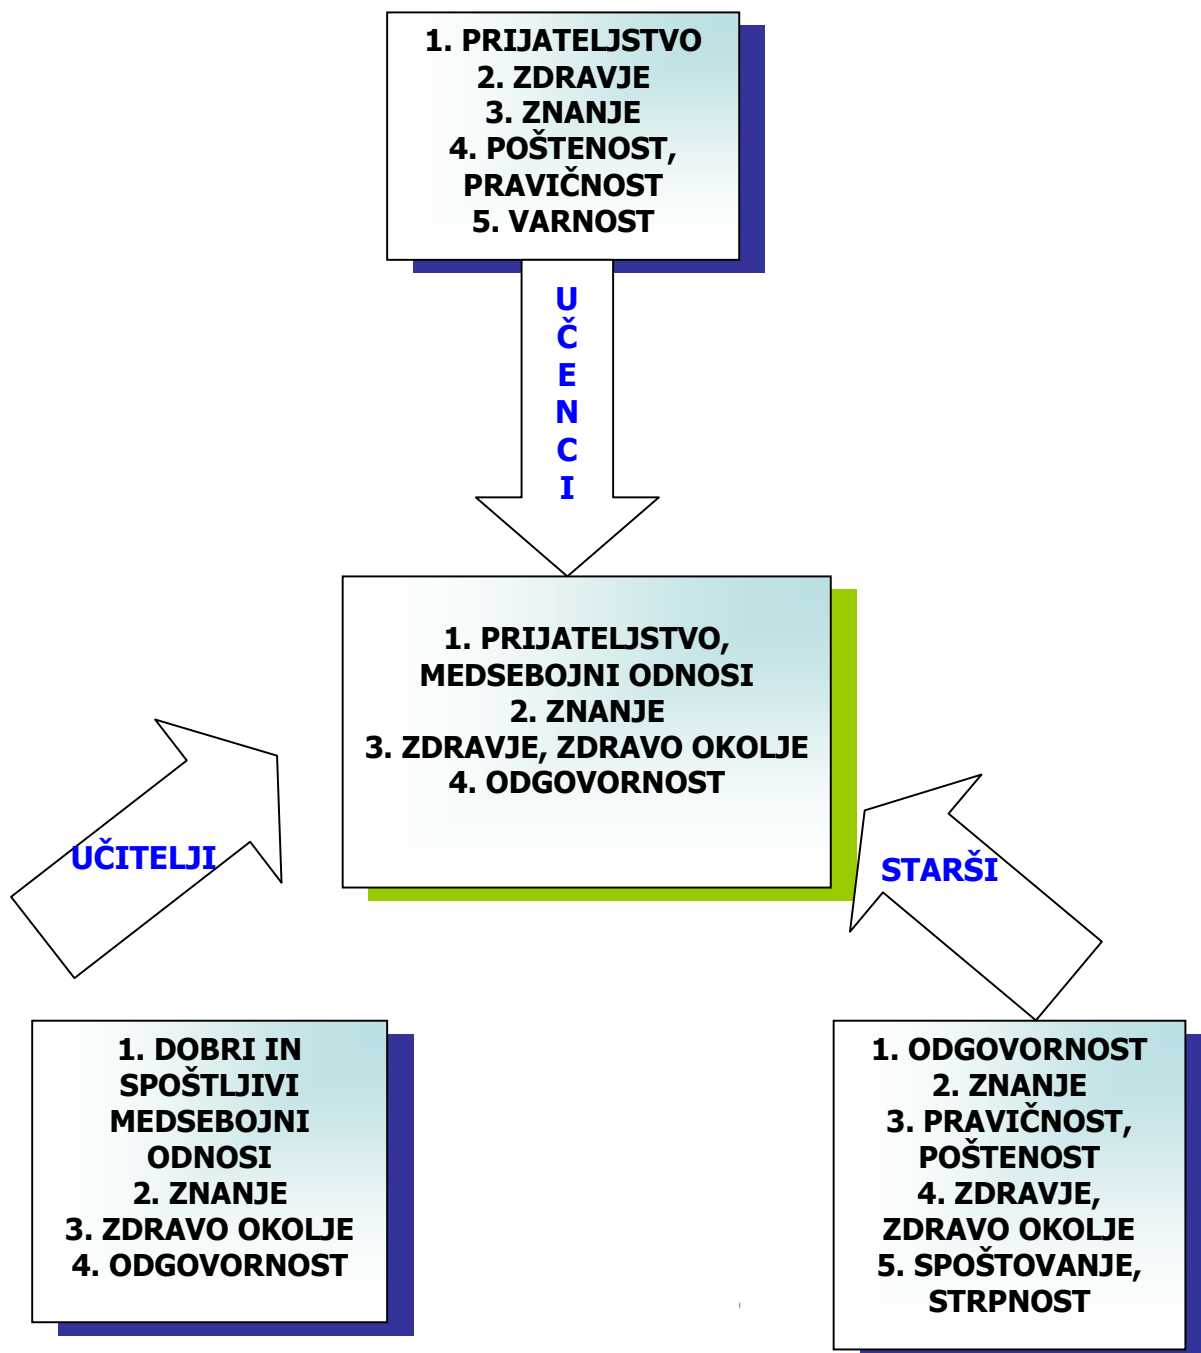 1. PRIJATELJSTVO
2. ZDRAVJE
3. ZNANJE
4. POŠTENOST,
PRAVIČNOST
5. VARNOST
U
Č
E
N
C
I
1. PRIJATELJSTVO,
MEDSEBOJNI ODNOSI
2. ZNANJE
3. ZDRAVJE, ZDRAVO OKOLJE
4. ODGOVORNOST
UČITELJI
STARŠI
1. DOBRI IN
SPOŠTLJIVI
MEDSEBOJNI
ODNOSI
2. ZNANJE
3. ZDRAVO OKOLJE
4. ODGOVORNOST
1. ODGOVORNOST
2. ZNANJE
3. PRAVIČNOST,
POŠTENOST
4. ZDRAVJE,
ZDRAVO OKOLJE
5. SPOŠTOVANJE,
STRPNOST